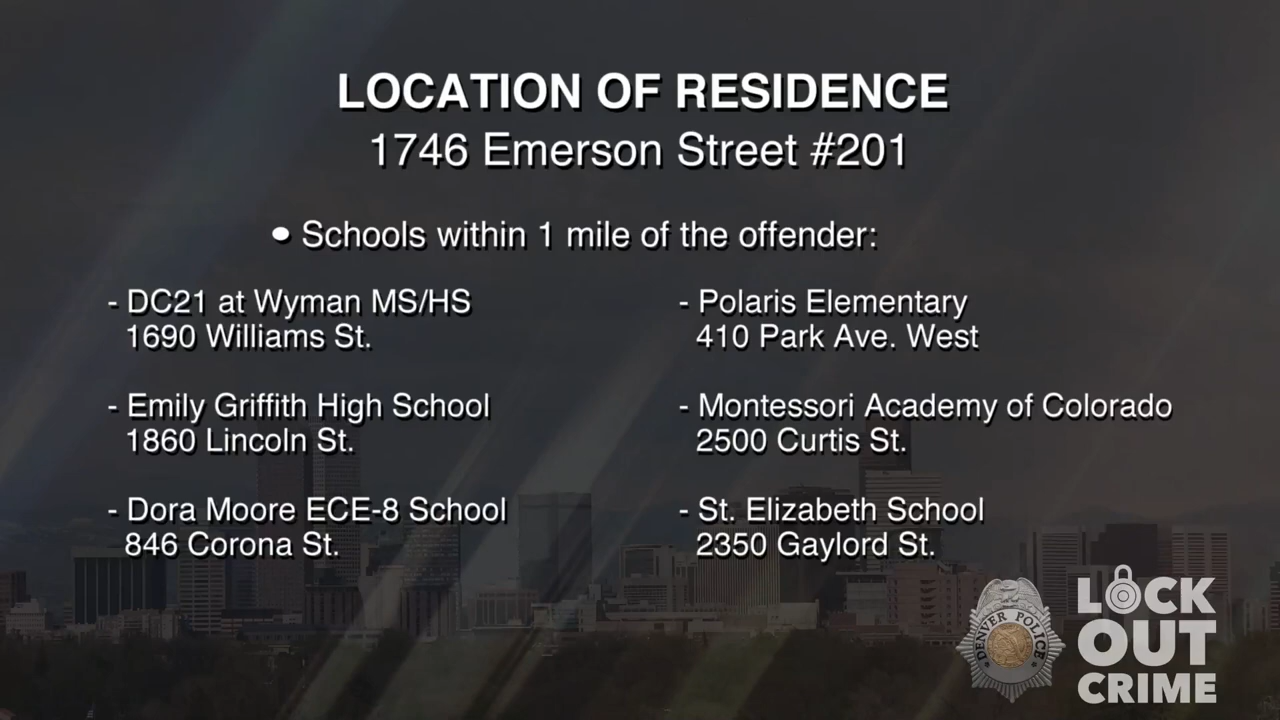 LOCATION OF RESIDENCE
1746 Emerson Street #201
• Schools within 1 mile of the offender:
- DC21 at Wyman MS/HS
1690 Williams St.
- Emily Griffith High School
1860 Lincoln St.
- Dora Moore ECE-8 School
846 Corona St.
- Polaris Elementary
410 Park Ave. West
- Montessori Academy of Colorado
2500 Curtis St.
- St. Elizabeth School
2350 Gaylord St.
DENVER POLICE
LOCK
OUT
CRIME